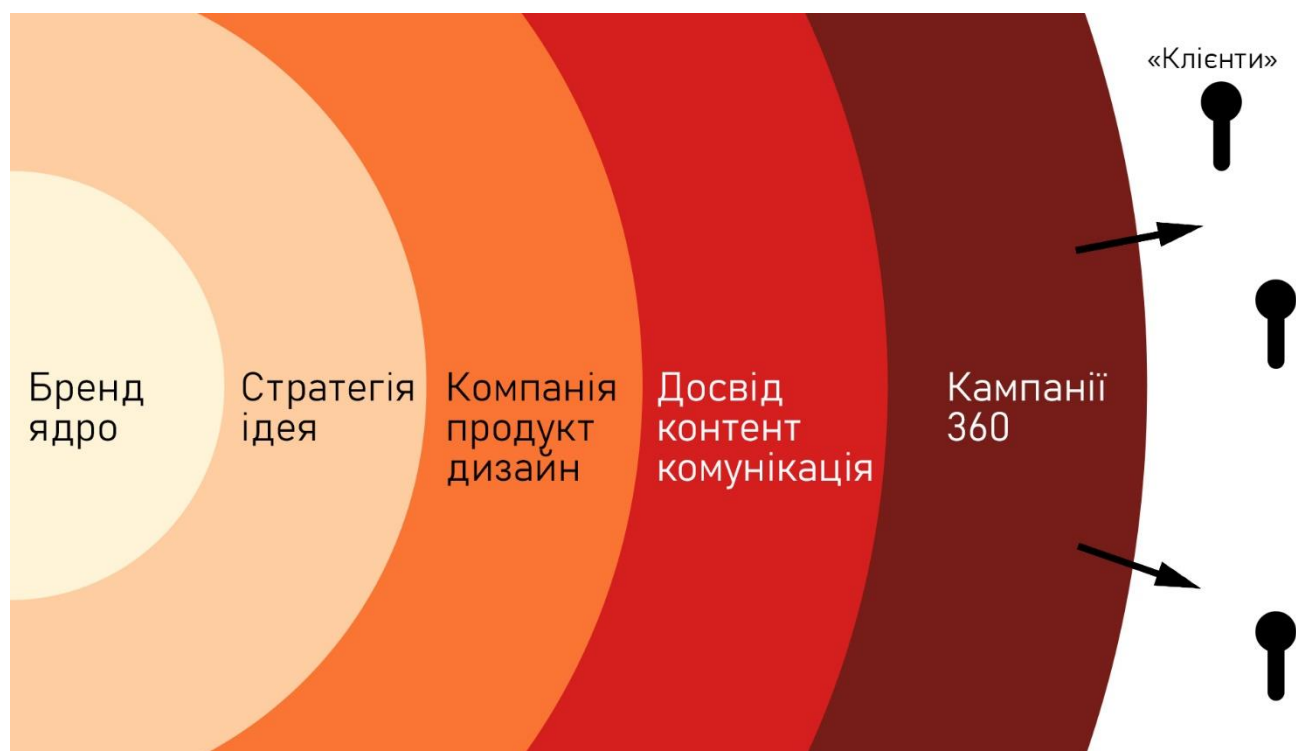 «Клієнти»
Бренд
ядро
Стратегія
ідея
Компанія
продукт
дизайн
Досвід
контент
комунікація
Кампанії
360